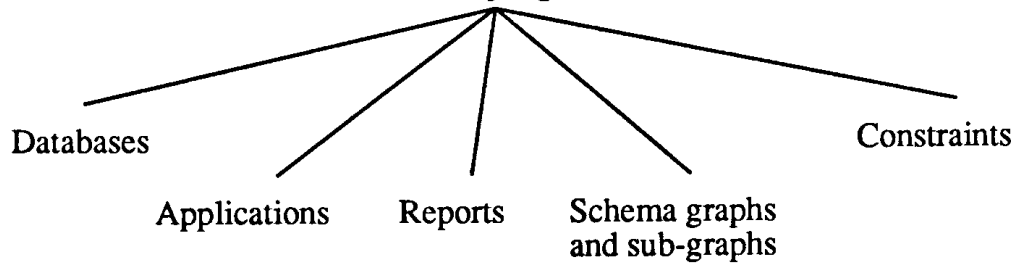 Databases
Constraints
Applications
Reports
Schema graphs
and sub-graphs